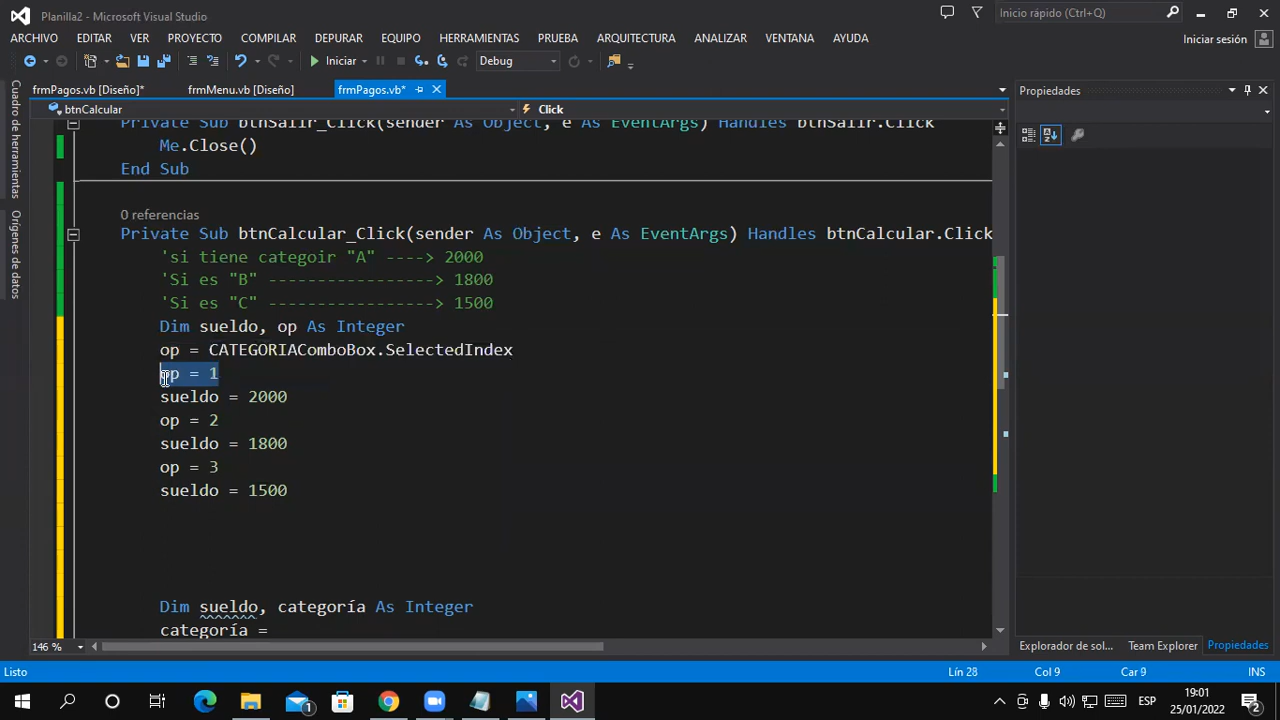 Planilla2 - Microsoft Visual Studio
Inicio rápido (Ctrl+Q)
ARCHIVO EDITAR VER PROYECTO COMPILAR DEPURAR EQUIPO HERRAMIENTAS PRUEBA ARQUITECTURA ANALIZAR VENTANA AYUDA
Iniciar sesión
Iniciar
Debug
Cuadro de herramientas
Orígenes de datos
frmPagos.vb [Diseño]*
frmMenu.vb [Diseño]
frmPagos.vb*
btnCalcular
Click
Private Sub btnSalir_Click(sender As Object, e As EventArgs) Handles btnSalir.Click
Me.Close()
End Sub
0 referencias
Private Sub btnCalcular_Click(sender As Object, e As EventArgs) Handles btnCalcular.Click
'si tiene categoir "A" ----> 2000
'Si es "B" -----------------> 1800
'Si es "C" -----------------> 1500
Dim sueldo, op As Integer
op = CATEGORIAComboBox.SelectedIndex
op = 1
sueldo = 2000
op = 2
sueldo = 1800
op = 3
sueldo = 1500
Dim sueldo, categoría As Integer
categoría =
146 %
Propiedades
Explorador de sol...
Team Explorer
Propiedades
Listo
Lín 28
Col 9
Car 9
INS
1
ESP
19:01
25/01/2022
2